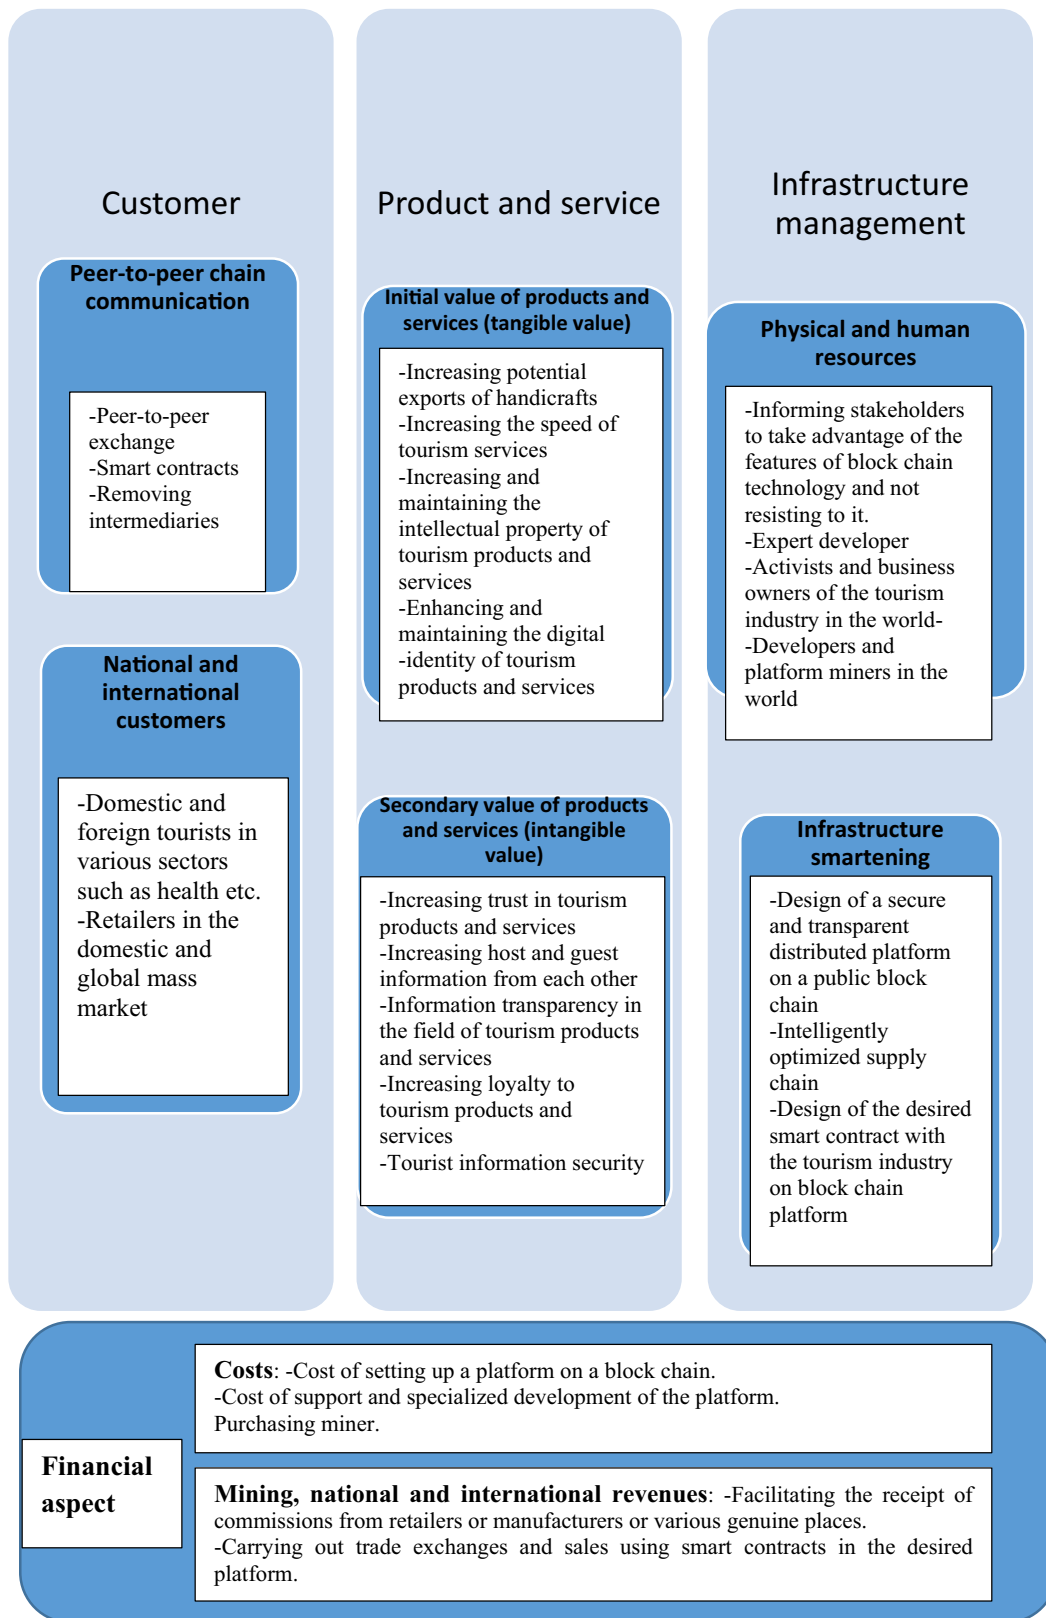 Customer
Peer-to-peer chain
communication
-Peer-to-peer
exchange
-Smart contracts
-Removing
intermediaries
National and
international
customers
-Domestic and
foreign tourists in
various sectors
such as health etc.
-Retailers in the
domestic and
global mass
market
Product and service
Initial value of products and
services (tangible value)
-Increasing potential
exports of handicrafts
-Increasing the speed of
tourism services
-Increasing and
maintaining the
intellectual property of
tourism products and
services
-Enhancing and
maintaining the digital
-identity of tourism
products and services
Secondary value of products
and services (intangible
value)
-Increasing trust in tourism
products and services
-Increasing host and guest
information from each other
-Information transparency in
the field of tourism products
and services
-Increasing loyalty to
tourism products and
services
-Tourist information security
Infrastructure
management
Physical and human
resources
-Informing stakeholders
to take advantage of the
features of block chain
technology and not
resisting to it.
-Expert developer
-Activists and business
owners of the tourism
industry in the world-
-Developers and
platform miners in the
world
Infrastructure
smartening
-Design of a secure
and transparent
distributed platform
on a public block
chain
-Intelligently
optimized supply
chain
-Design of the desired
smart contract with
the tourism industry
on block chain
platform
Financial
aspect
Costs: -Cost of setting up a platform on a block chain.
-Cost of support and specialized development of the platform.
Purchasing miner.
Mining, national and international revenues: -Facilitating the receipt of
commissions from retailers or manufacturers or various genuine places.
-Carrying out trade exchanges and sales using smart contracts in the desired
platform.